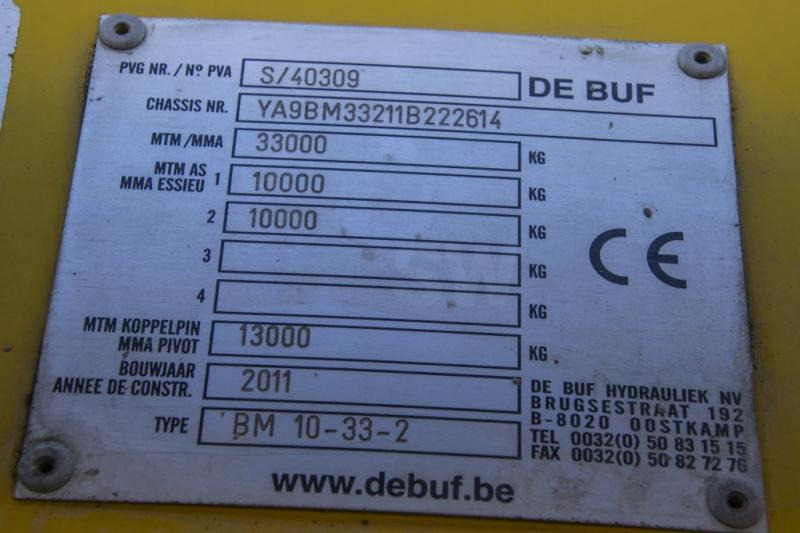 PVG NR. / Nº PVA S/40309 DE BUF
CHASSIS NR. YA9BM33211B222614
MTM /MMA 33000 KG
MTM AS
MMA ESSIEU 1 10000 KG
2 10000 KG
3 KG
4 KG
MTM KOPPELPIN
MMA PIVOT 13000 KG
BOUWJAAR
ANNEE DE CONSTR. 2011
TYPE BM 10-33-2
CE
DE BUF HYDRAULIEK NV
BRUGSESTRAAT 192
B-8020 OOSTKAMP
TEL 0032(0) 50 83 15 15
FAX 0032(0) 50 82 72 76
www.debuf.be